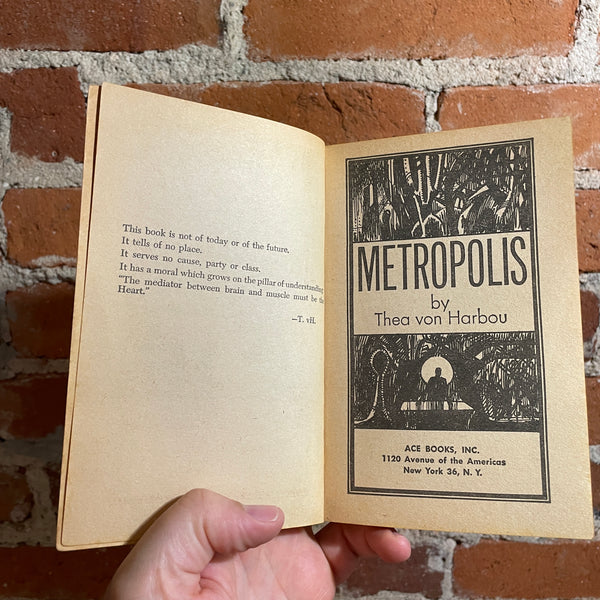 This book is not of today or of the future.
It tells of no place.
It serves no cause, party or class.
It has a moral which grows on the pillar of understanding:
"The mediator between brain and muscle must be the
Heart."
—T. vH.
METROPOLIS
by
Thea von Harbou
ACE BOOKS, INC.
1120 Avenue of the Americas
New York 36, N. Y.